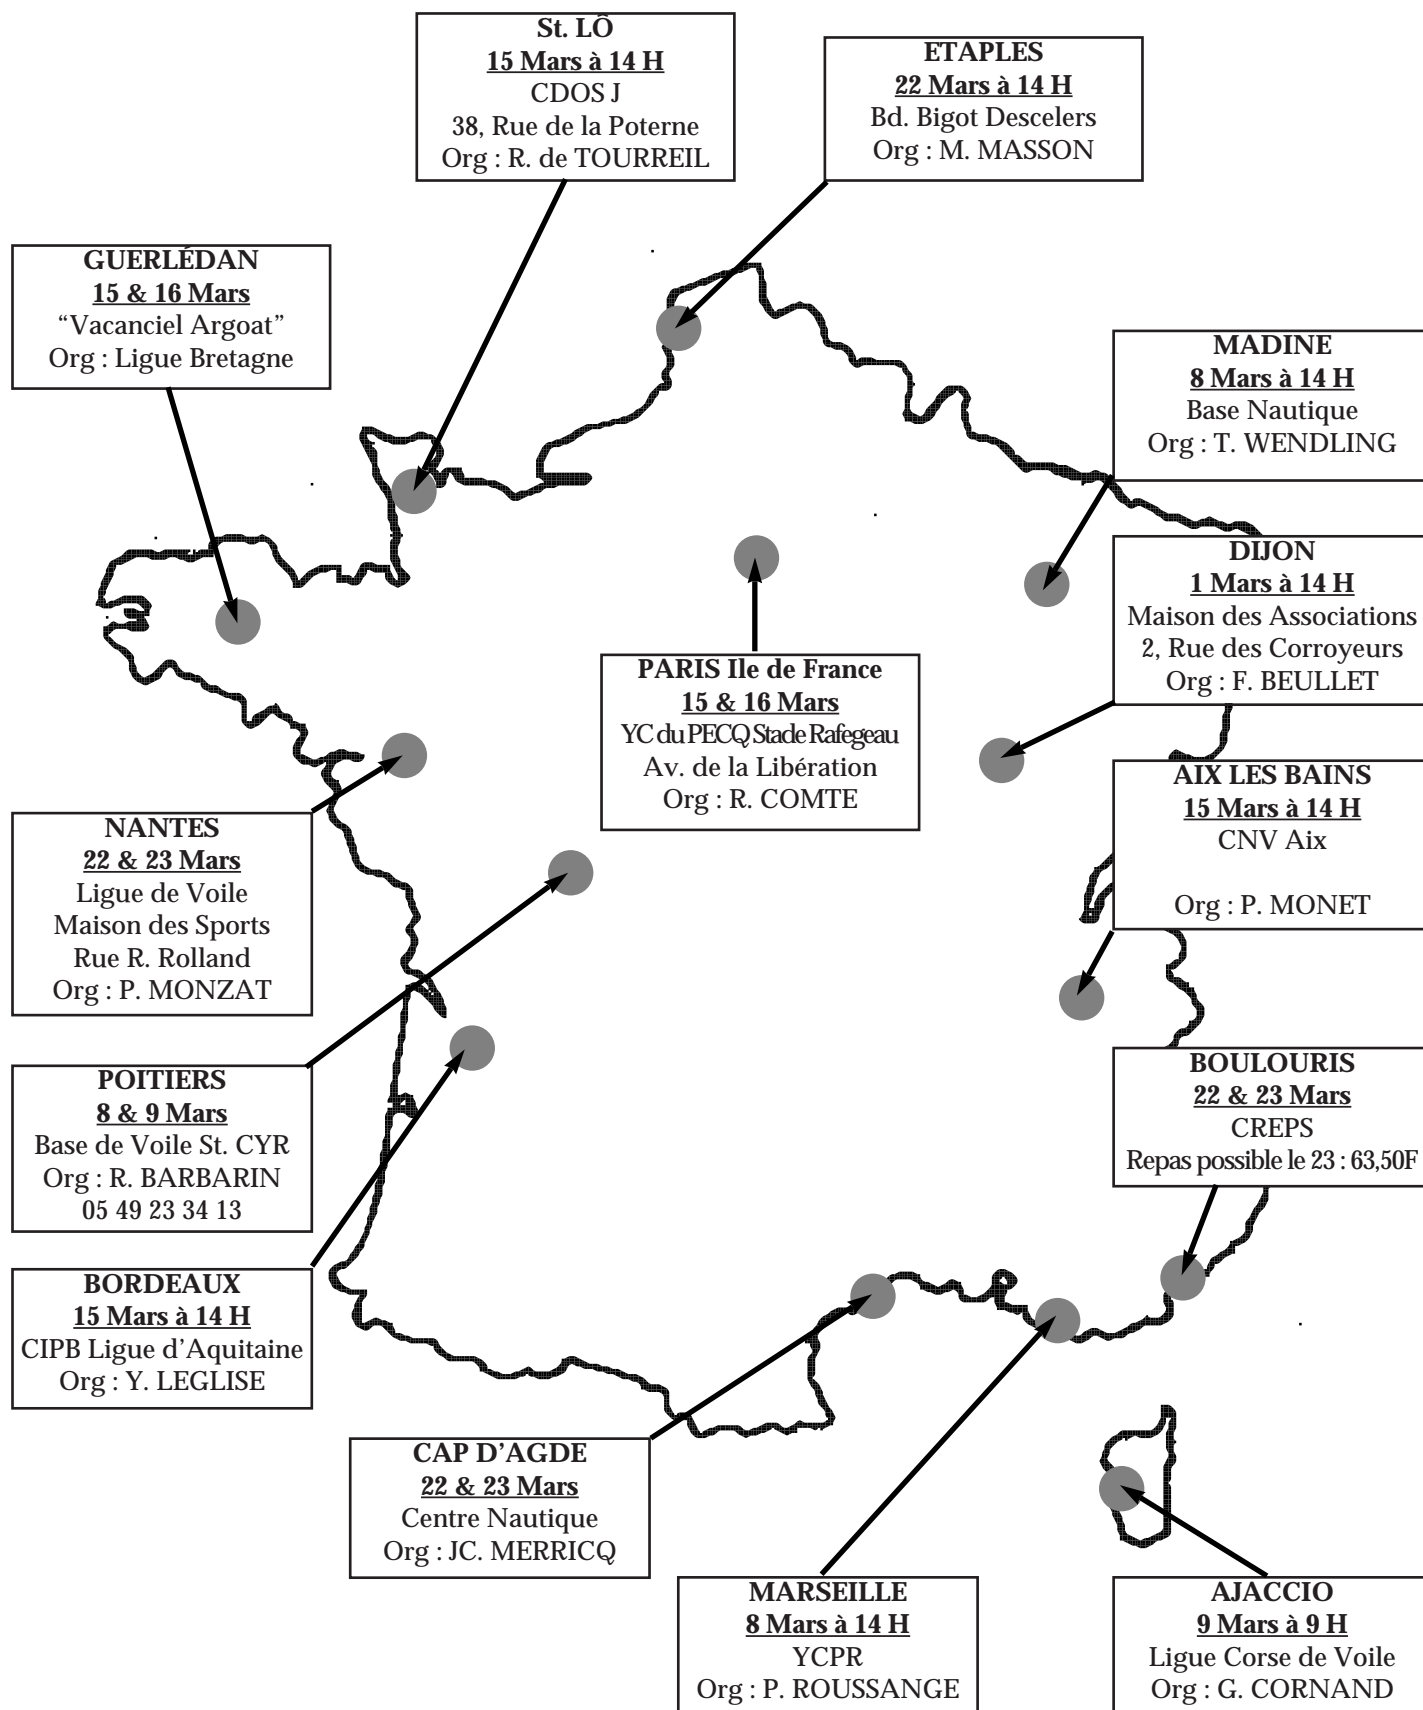 St. LÔ
15 Mars à 14 H
CDOS J
38, Rue de la Poterne
Org : R. de TOURREIL
ETAPLES
22 Mars à 14 H
Bd. Bigot Descelers
Org : M. MASSON
GUERLÉDAN
15 & 16 Mars
“Vacanciel Argoat”
Org : Ligue Bretagne
MADINE
8 Mars à 14 H
Base Nautique
Org : T. WENDLING
DIJON
1 Mars à 14 H
Maison des Associations
2, Rue des Corroyeurs
Org : F. BEULLET
PARIS Ile de France
15 & 16 Mars
YC du PECQ Stade Rafegeau
Av. de la Libération
Org : R. COMTE
AIX LES BAINS
15 Mars à 14 H
CNV Aix
Org : P. MONET
NANTES
22 & 23 Mars
Ligue de Voile
Maison des Sports
Rue R. Rolland
Org : P. MONZAT
POITIERS
8 & 9 Mars
Base de Voile St. CYR
Org : R. BARBARIN
05 49 23 34 13
BOULOURIS
22 & 23 Mars
CREPS
Repas possible le 23 : 63,50F
BORDEAUX
15 Mars à 14 H
CIPB Ligue d’Aquitaine
Org : Y. LEGLISE
CAP D’AGDE
22 & 23 Mars
Centre Nautique
Org : JC. MERRICQ
MARSEILLE
8 Mars à 14 H
YCPR
Org : P. ROUSSANGE
AJACCIO
9 Mars à 9 H
Ligue Corse de Voile
Org : G. CORNAND